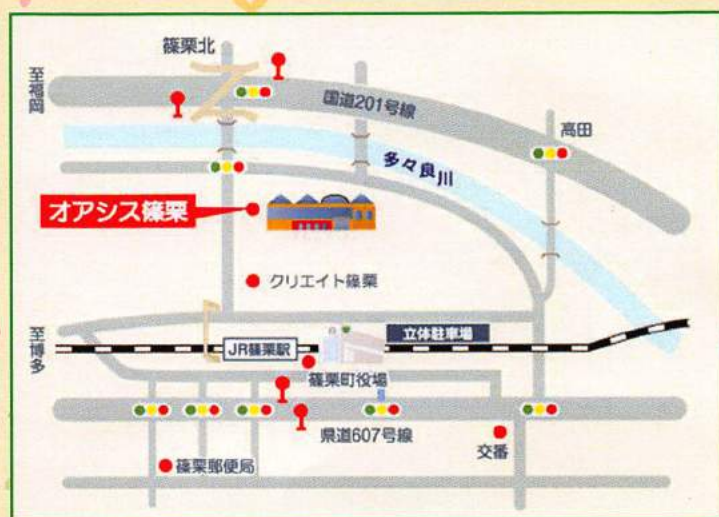 篠栗北
至福岡
国道201号線
高田
多々良川
オアシス篠栗
クリエイト篠栗
至博多
立体駐車場
JR篠栗駅
篠栗町役場
県道607号線
交番
篠栗郵便局